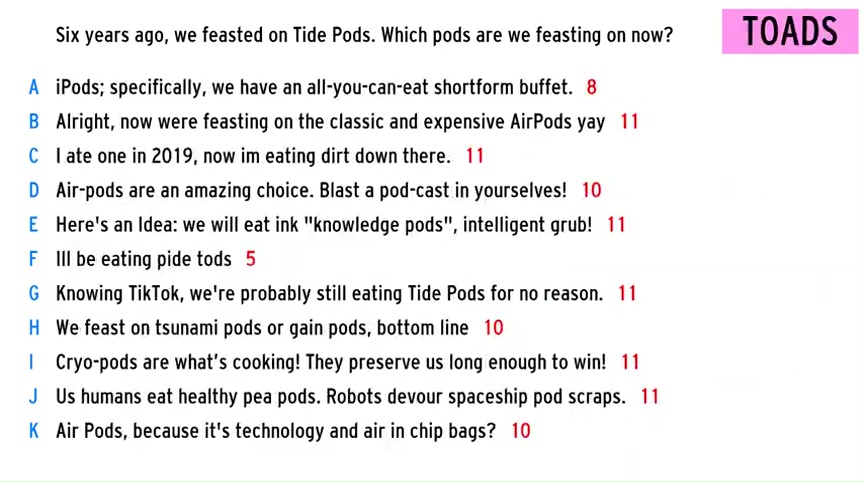 Six years ago, we feasted on Tide Pods. Which pods are we feasting on now?
TOADS
A iPods; specifically, we have an all-you-can-eat shortform buffet. 8
B Alright, now were feasting on the classic and expensive AirPods yay 11
C I ate one in 2019, now im eating dirt down there. 11
D Air-pods are an amazing choice. Blast a pod-cast in yourselves! 10
E Here's an Idea: we will eat ink "knowledge pods", intelligent grub! 11
F Ill be eating pide tods 5
G Knowing TikTok, we're probably still eating Tide Pods for no reason. 11
H We feast on tsunami pods or gain pods, bottom line 10
I Cryo-pods are what's cooking! They preserve us long enough to win! 11
J Us humans eat healthy pea pods. Robots devour spaceship pod scraps. 11
K Air Pods, because it's technology and air in chip bags? 10